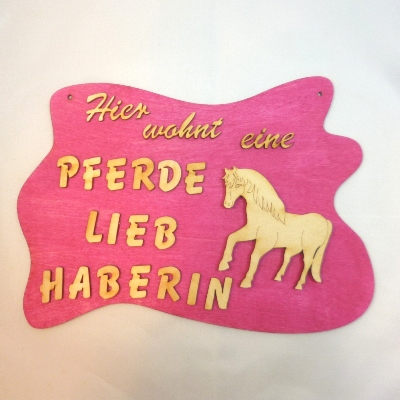 Hier wohnt eine
PFERDE
LIEB
HABERIN